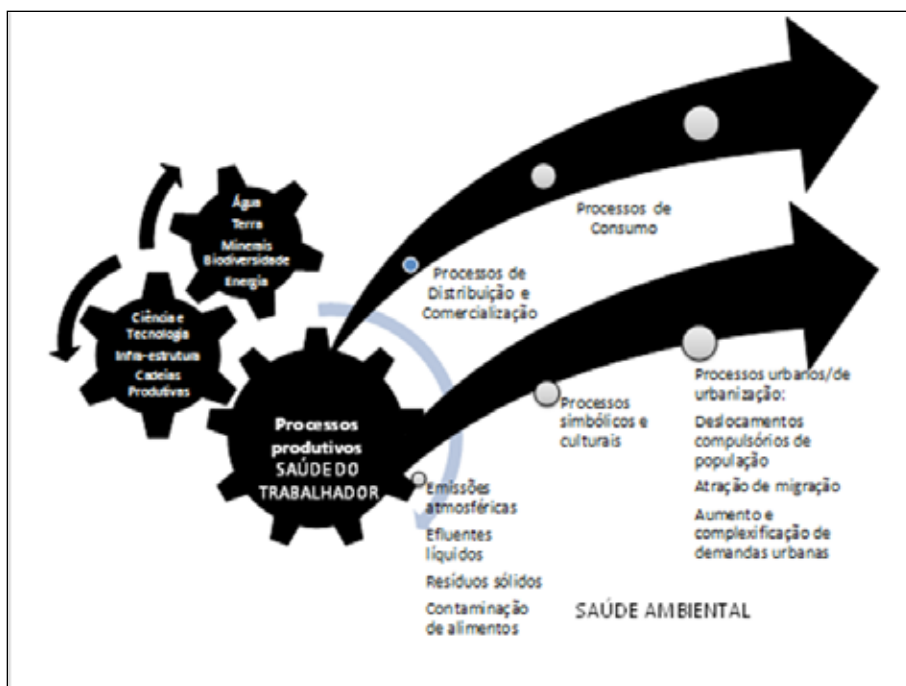 Água
Terra
Minerais
Biodiversidade
Energia
Ciência e
Tecnologia
Infra-estrutura
Cadeias
Produtivas
Processos
produtivos
SAÚDE DO
TRABALHADOR
Processos de
Consumo
Processos de
Distribuição e
Comercialização
Emissões
atmosféricas
Efluentes
líquidos
Resíduos sólidos
Contaminação
de alimentos
Processos
simbólicos e
culturais
Processos urbanos/de
urbanização:
Deslocamentos
compulsórios de
população
Atração de migração
Aumento e
complexificação de
demandas urbanas
SAÚDE AMBIENTAL